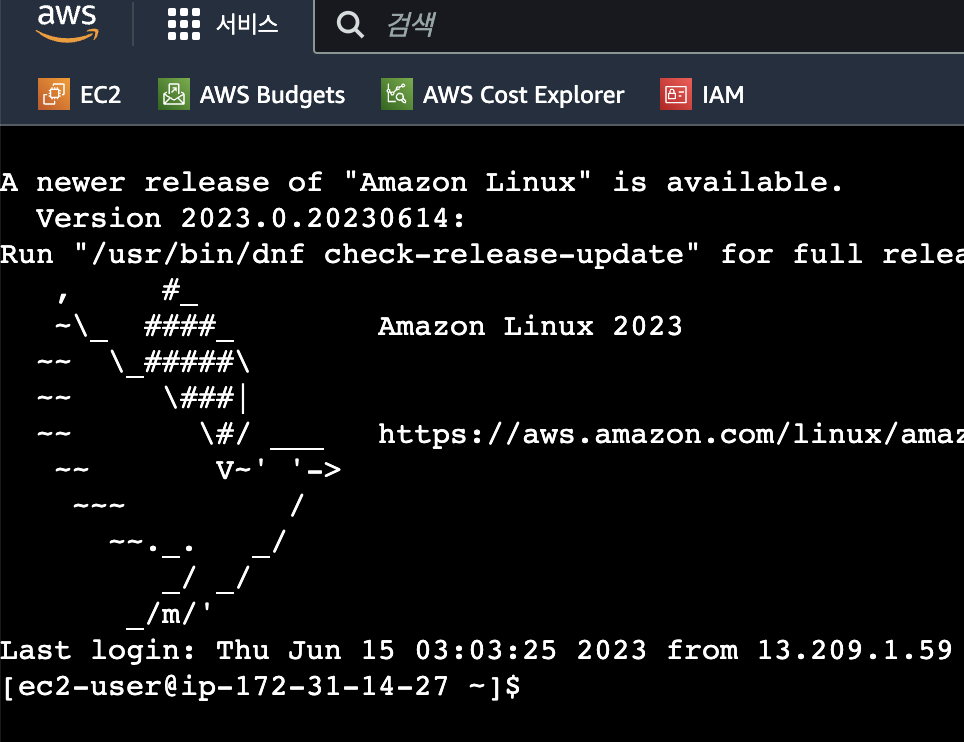 aws 서비스 검색
EC2 AWS Budgets AWS Cost Explorer IAM
A newer release of "Amazon Linux" is available.
  Version 2023.0.20230614:
Run "/usr/bin/dnf check-release-update" for full relea
   ,     #_
   ~\_  ####_        Amazon Linux 2023
  ~~  \_#####\
  ~~     \###|
  ~~       \#/ ___   https://aws.amazon.com/linux/amaz
   ~~       V~' '->
    ~~~         /
      ~~._.   _/
         _/ _/
       _/m/'
Last login: Thu Jun 15 03:03:25 2023 from 13.209.1.59
[ec2-user@ip-172-31-14-27 ~]$